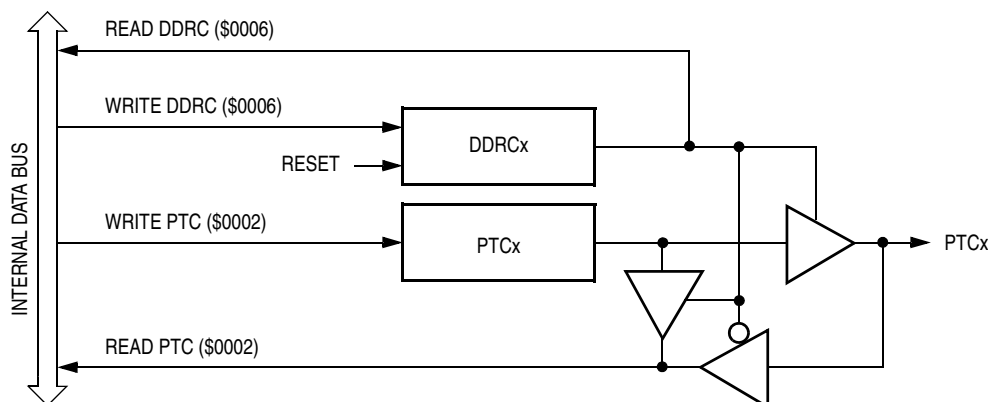 READ DDRC ($0006)
WRITE DDRC ($0006)
DDRCx
RESET
WRITE PTC ($0002)
PTCx
PTCx
READ PTC ($0002)
INTERNAL DATA BUS